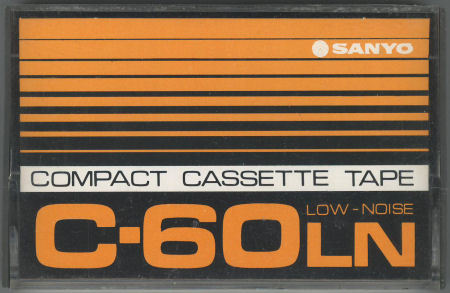 SANYO
COMPACT CASSETTE TAPE
C-60LN
LOW-NOISE